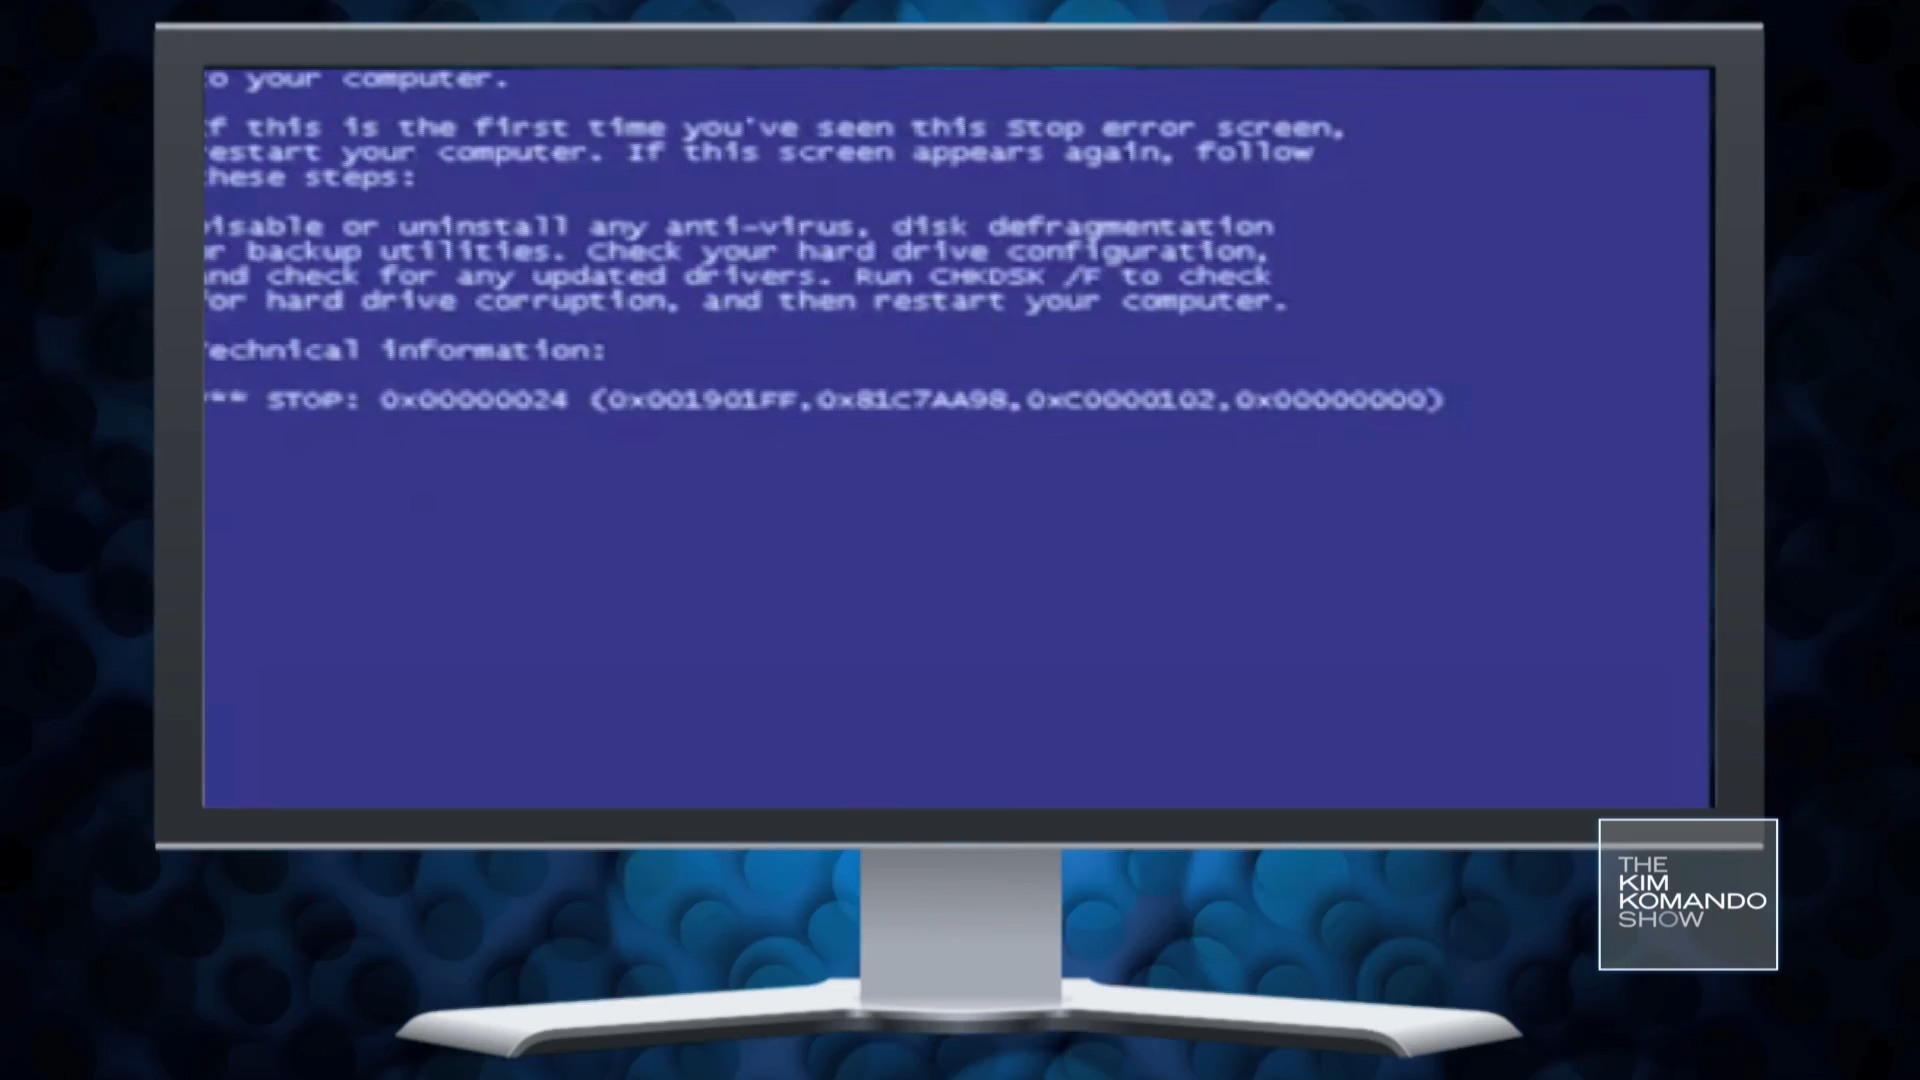 o your computer.
f this is the first time you've seen this Stop error screen,
estart your computer. If this screen appears again, follow
hese steps:
isable or uninstall any anti-virus, disk defragmentation
r backup utilities. Check your hard drive configuration,
nd check for any updated drivers. Run CHKDSK /F to check
or hard drive corruption, and then restart your computer.
echnical information:
** STOP: 0x00000024 (0x001901FF,0x81C7AA98,0xC0000102,0x00000000)
THE
KIM
KOMANDO
SHOW